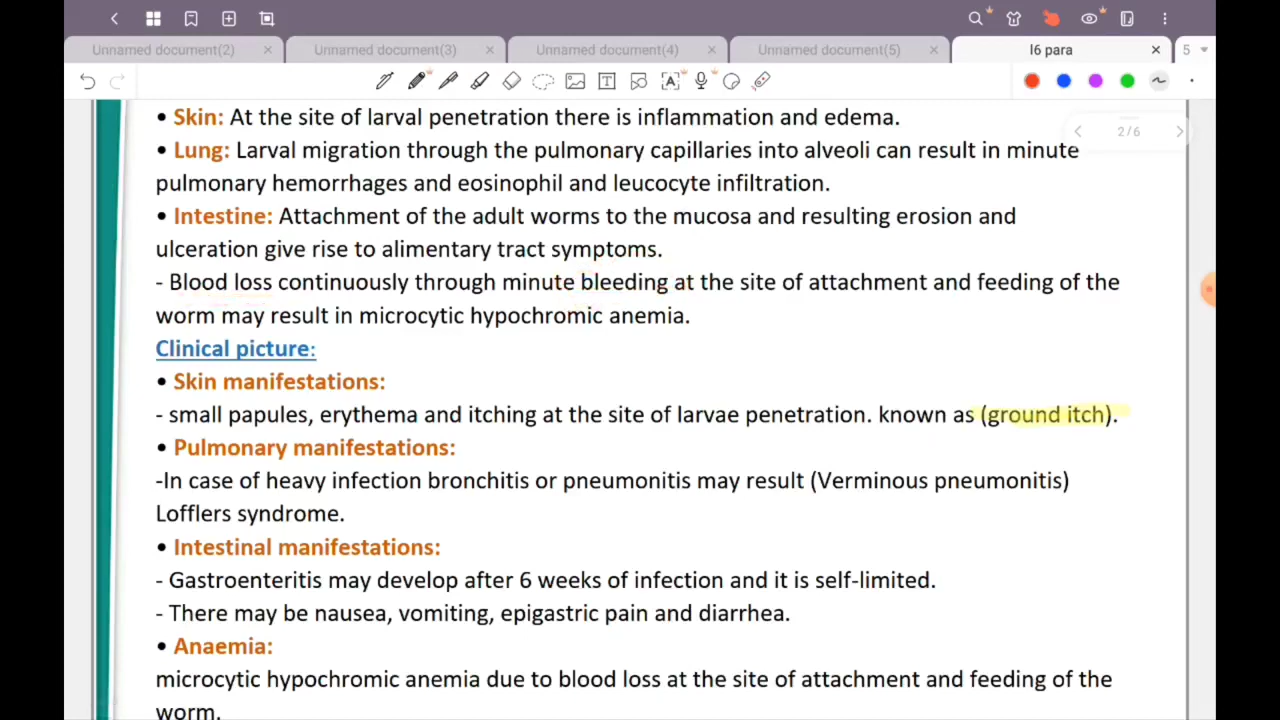 Unnamed document(2)
Unnamed document(3)
Unnamed document(4)
Unnamed document(5)
l6 para
5
2/6
• Skin: At the site of larval penetration there is inflammation and edema.
• Lung: Larval migration through the pulmonary capillaries into alveoli can result in minute
pulmonary hemorrhages and eosinophil and leucocyte infiltration.
• Intestine: Attachment of the adult worms to the mucosa and resulting erosion and
ulceration give rise to alimentary tract symptoms.
- Blood loss continuously through minute bleeding at the site of attachment and feeding of the
worm may result in microcytic hypochromic anemia.
Clinical picture:
• Skin manifestations:
- small papules, erythema and itching at the site of larvae penetration. known as (ground itch).
• Pulmonary manifestations:
-In case of heavy infection bronchitis or pneumonitis may result (Verminous pneumonitis)
Lofflers syndrome.
• Intestinal manifestations:
- Gastroenteritis may develop after 6 weeks of infection and it is self-limited.
- There may be nausea, vomiting, epigastric pain and diarrhea.
• Anaemia:
microcytic hypochromic anemia due to blood loss at the site of attachment and feeding of the
worm.